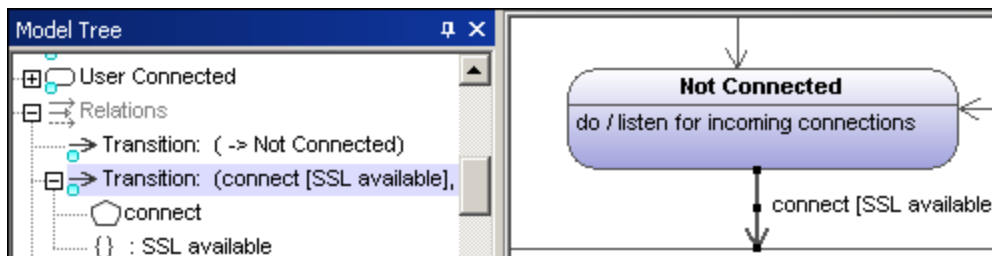 Model Tree
User Connected
Relations
Transition: ( -> Not Connected)
Transition: (connect [SSL available],
connect
{ } : SSL available
Not Connected
do / listen for incoming connections
connect [SSL available